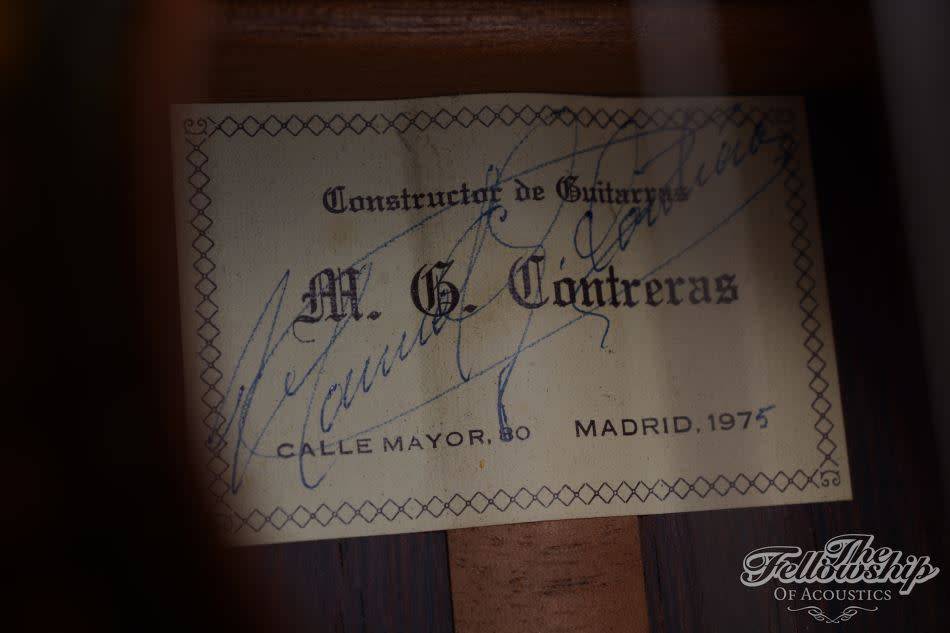 Constructor de Guitarras
M. G. Contreras
CALLE MAYOR, 80 MADRID, 1975
The
Fellowship
OF ACOUSTICS